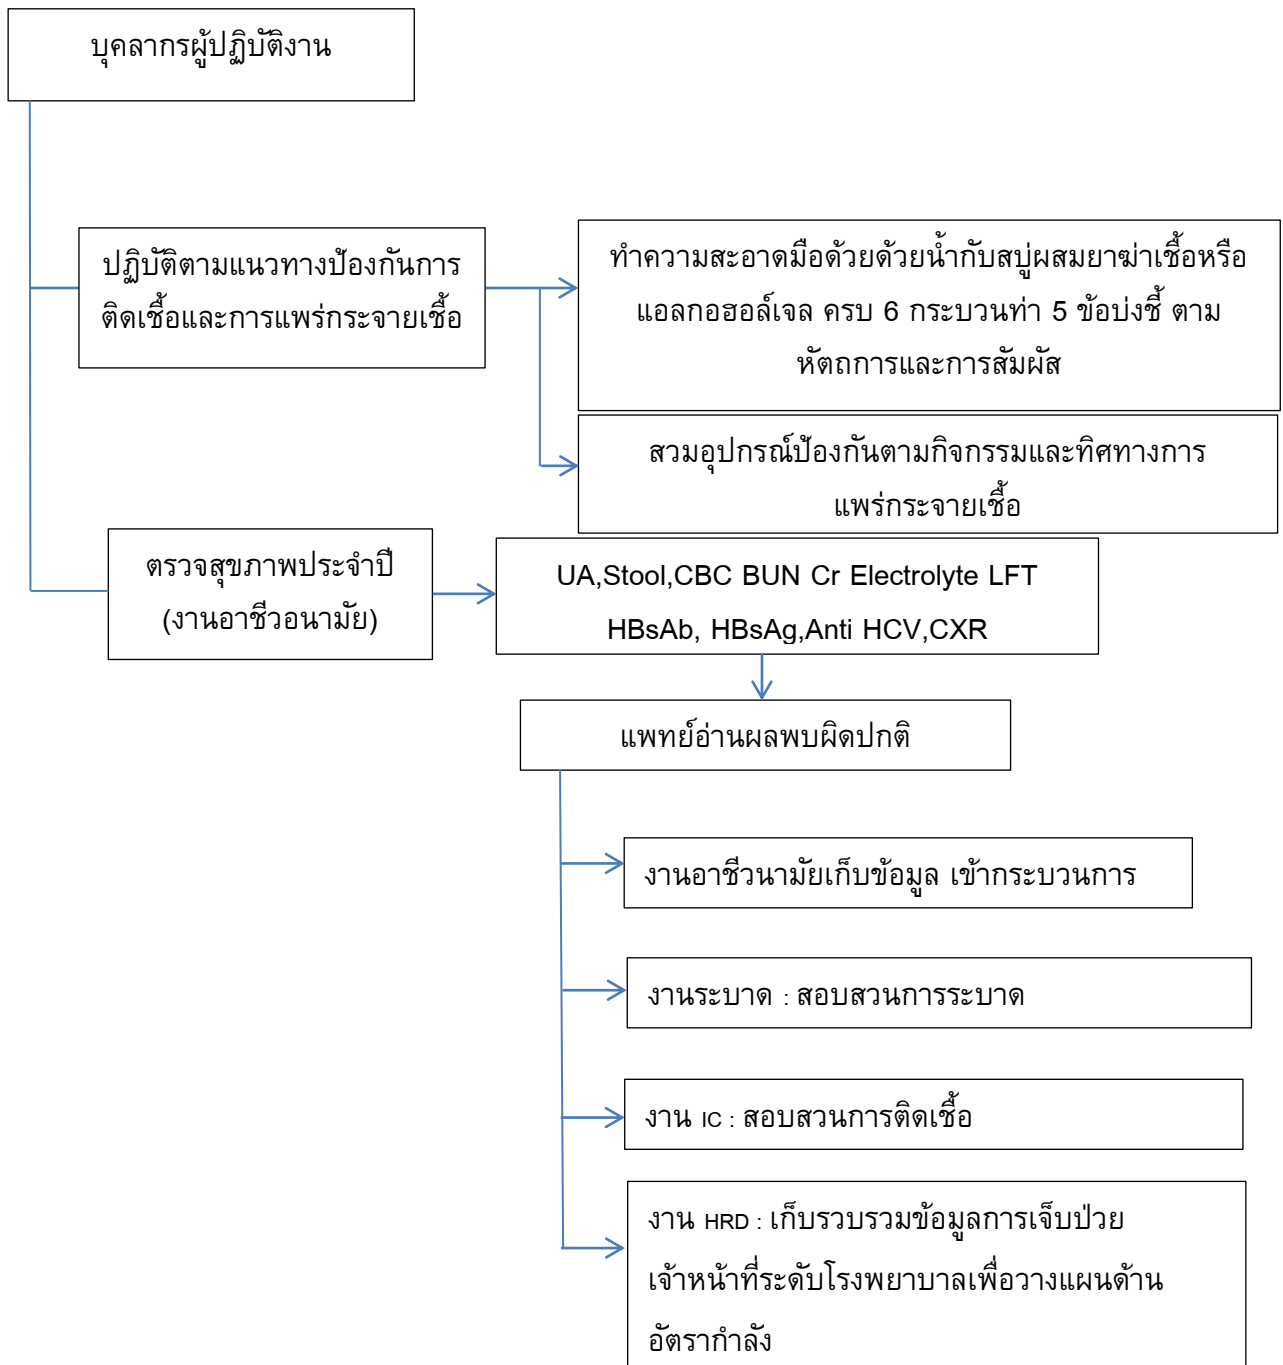 บุคลากรผู้ปฏิบัติงาน
ปฏิบัติตามแนวทางป้องกันการ
ติดเชื้อและการแพร่กระจายเชื้อ
ทำความสะอาดมือด้วยด้วยน้ำกับสบู่ผสมยาฆ่าเชื้อหรือ
แอลกอฮอล์เจล ครบ 6 กระบวนท่า 5 ข้อบ่งชี้ ตาม
หัตถการและการสัมผัส
สวมอุปกรณ์ป้องกันตามกิจกรรมและทิศทางการ
แพร่กระจายเชื้อ
ตรวจสุขภาพประจำปี
(งานอาชีวอนามัย)
UA,Stool,CBC BUN Cr Electrolyte LFT
HBsAb, HBsAg,Anti HCV,CXR
แพทย์อ่านผลพบผิดปกติ
งานอาชีวนามัยเก็บข้อมูล เข้ากระบวนการ
งานระบาด : สอบสวนการระบาด
งาน IC : สอบสวนการติดเชื้อ
งาน HRD : เก็บรวบรวมข้อมูลการเจ็บป่วย
เจ้าหน้าที่ระดับโรงพยาบาลเพื่อวางแผนด้าน
อัตรากำลัง